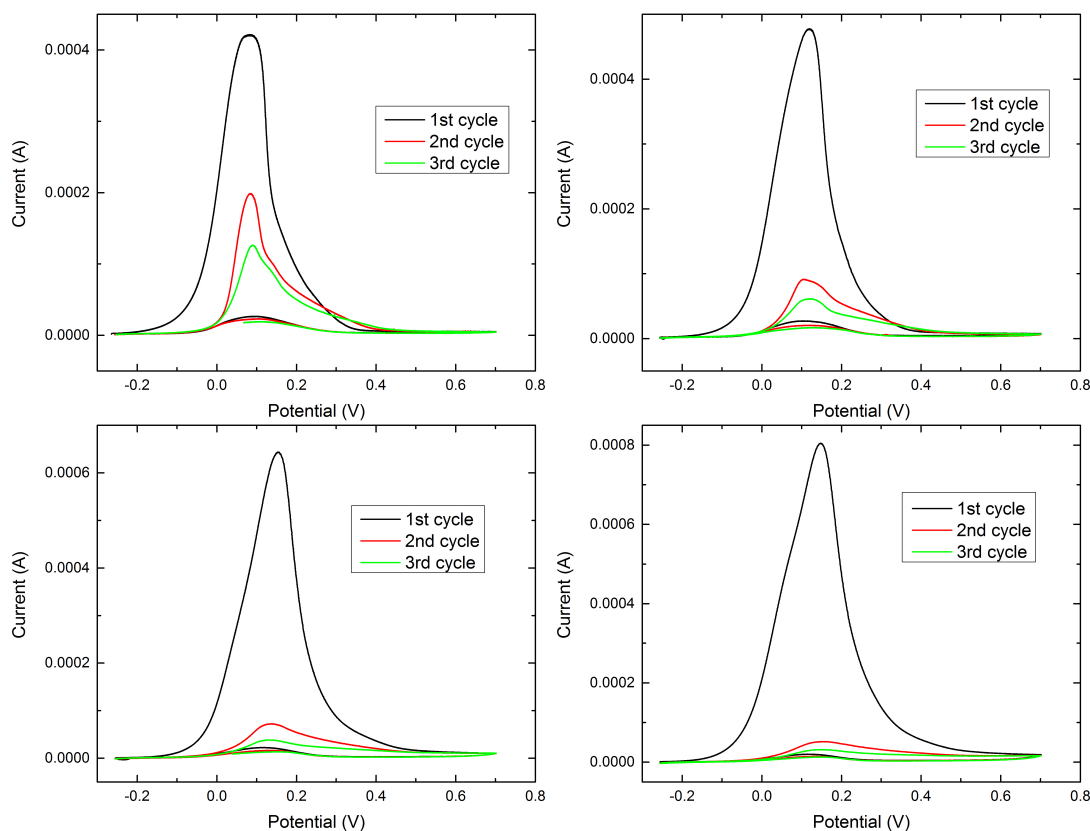 0.0004
0.0002
0.0000
Current (A)
1st cycle
2nd cycle
3rd cycle
-0.2 0.0 0.2 0.4 0.6 0.8
Potential (V)
0.0004
0.0002
0.0000
Current (A)
1st cycle
2nd cycle
3rd cycle
-0.2 0.0 0.2 0.4 0.6 0.8
Potential (V)
0.0006
0.0004
0.0002
0.0000
Current (A)
1st cycle
2nd cycle
3rd cycle
-0.2 0.0 0.2 0.4 0.6 0.8
Potential (V)
0.0008
0.0006
0.0004
0.0002
0.0000
Current (A)
1st cycle
2nd cycle
3rd cycle
-0.2 0.0 0.2 0.4 0.6 0.8
Potential (V)